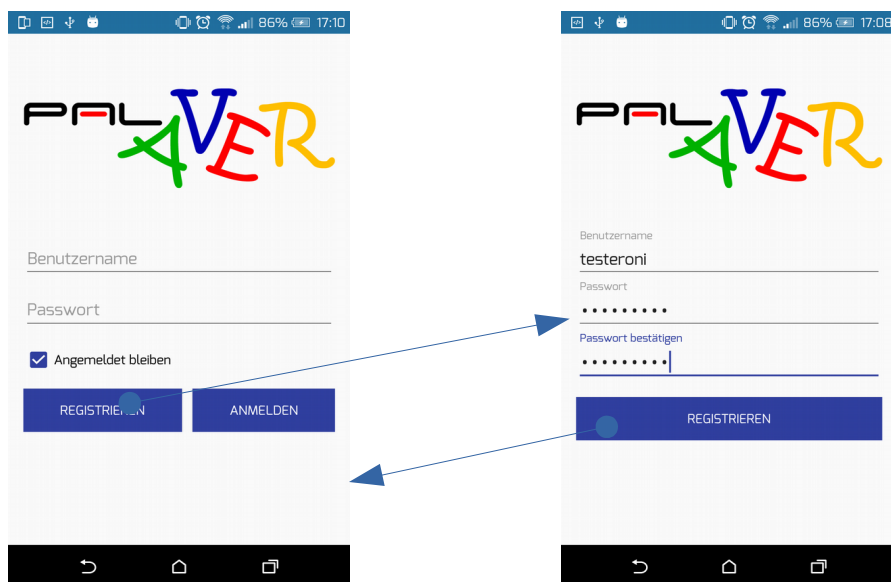 86% 17:10
PALAVER
Benutzername
Passwort
Angemeldet bleiben
REGISTRIEREN
ANMELDEN
86% 17:08
PALAVER
Benutzername
testeroni
Passwort
Passwort bestätigen
REGISTRIEREN